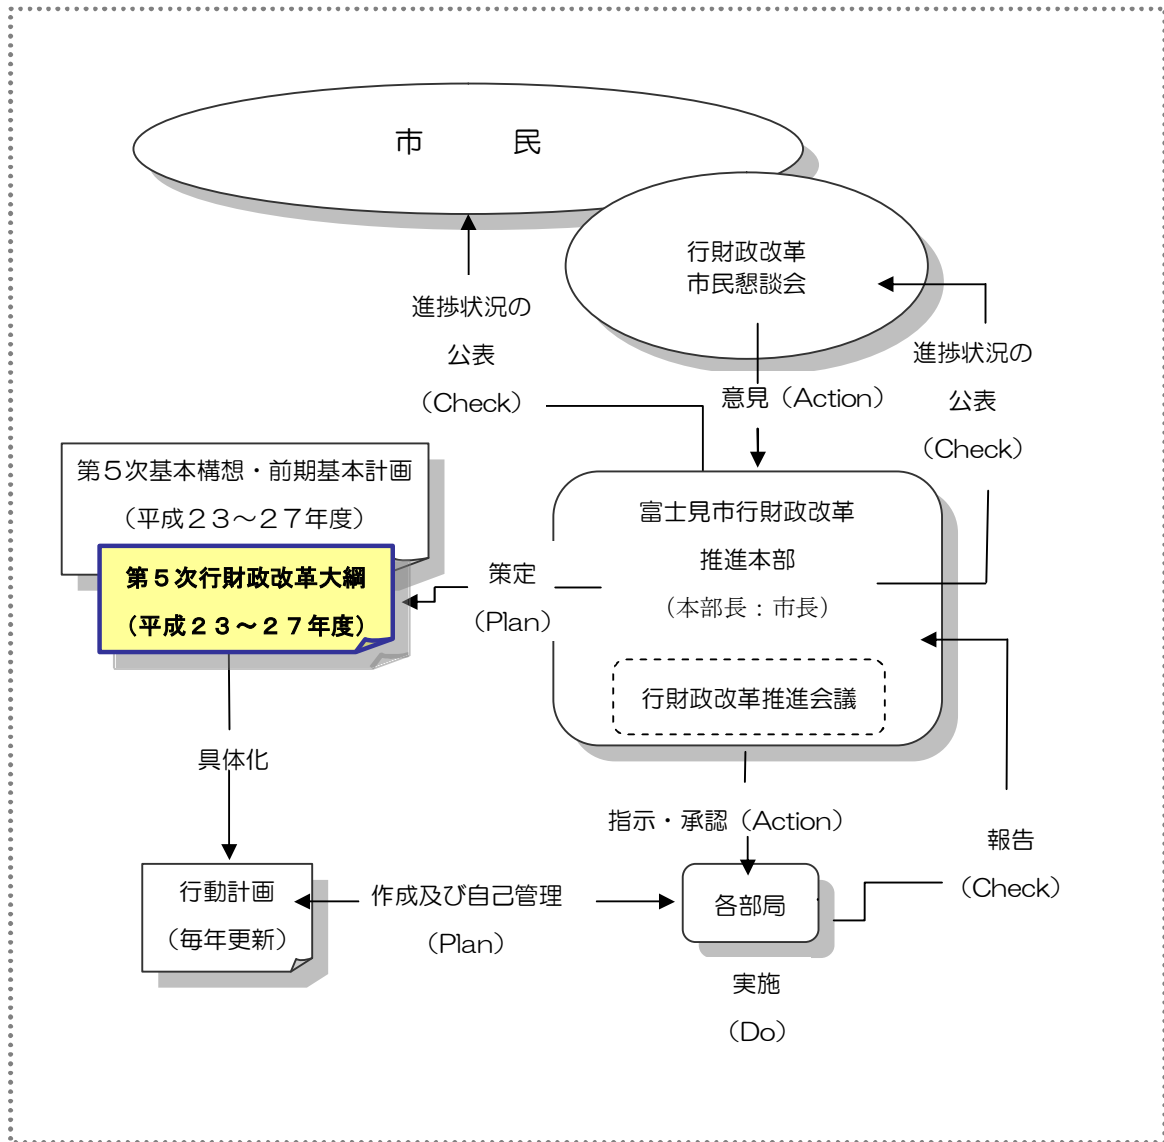 市　　　民
行財政改革
市民懇談会
進捗状況の
公表
（Check）
進捗状況の
公表
（Check）
意見（Action）
第５次基本構想・前期基本計画
（平成２３～２７年度）
第５次行財政改革大綱
（平成２３～２７年度）
策定
（Plan）
富士見市行財政改革
推進本部
（本部長：市長）
行財政改革推進会議
具体化
指示・承認（Action）
報告
（Check）
行動計画
（毎年更新）
作成及び自己管理
（Plan）
各部局
実施
（Do）